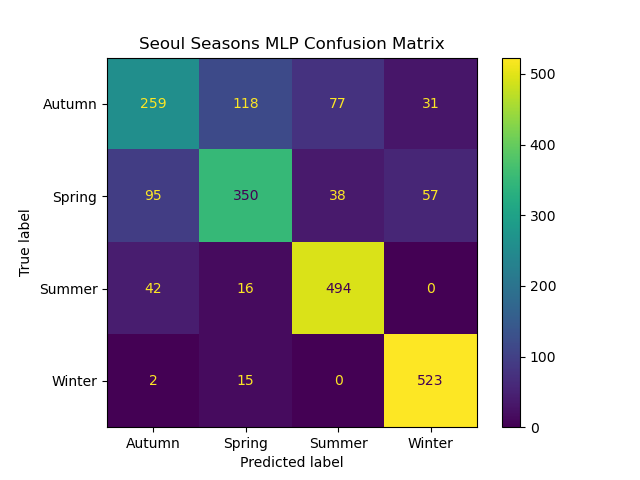 Seoul Seasons MLP Confusion Matrix
True label
Autumn 259 118 77 31
Spring 95 350 38 57
Summer 42 16 494 0
Winter 2 15 0 523
Autumn Spring Summer Winter
Predicted label
500
400
300
200
100
0